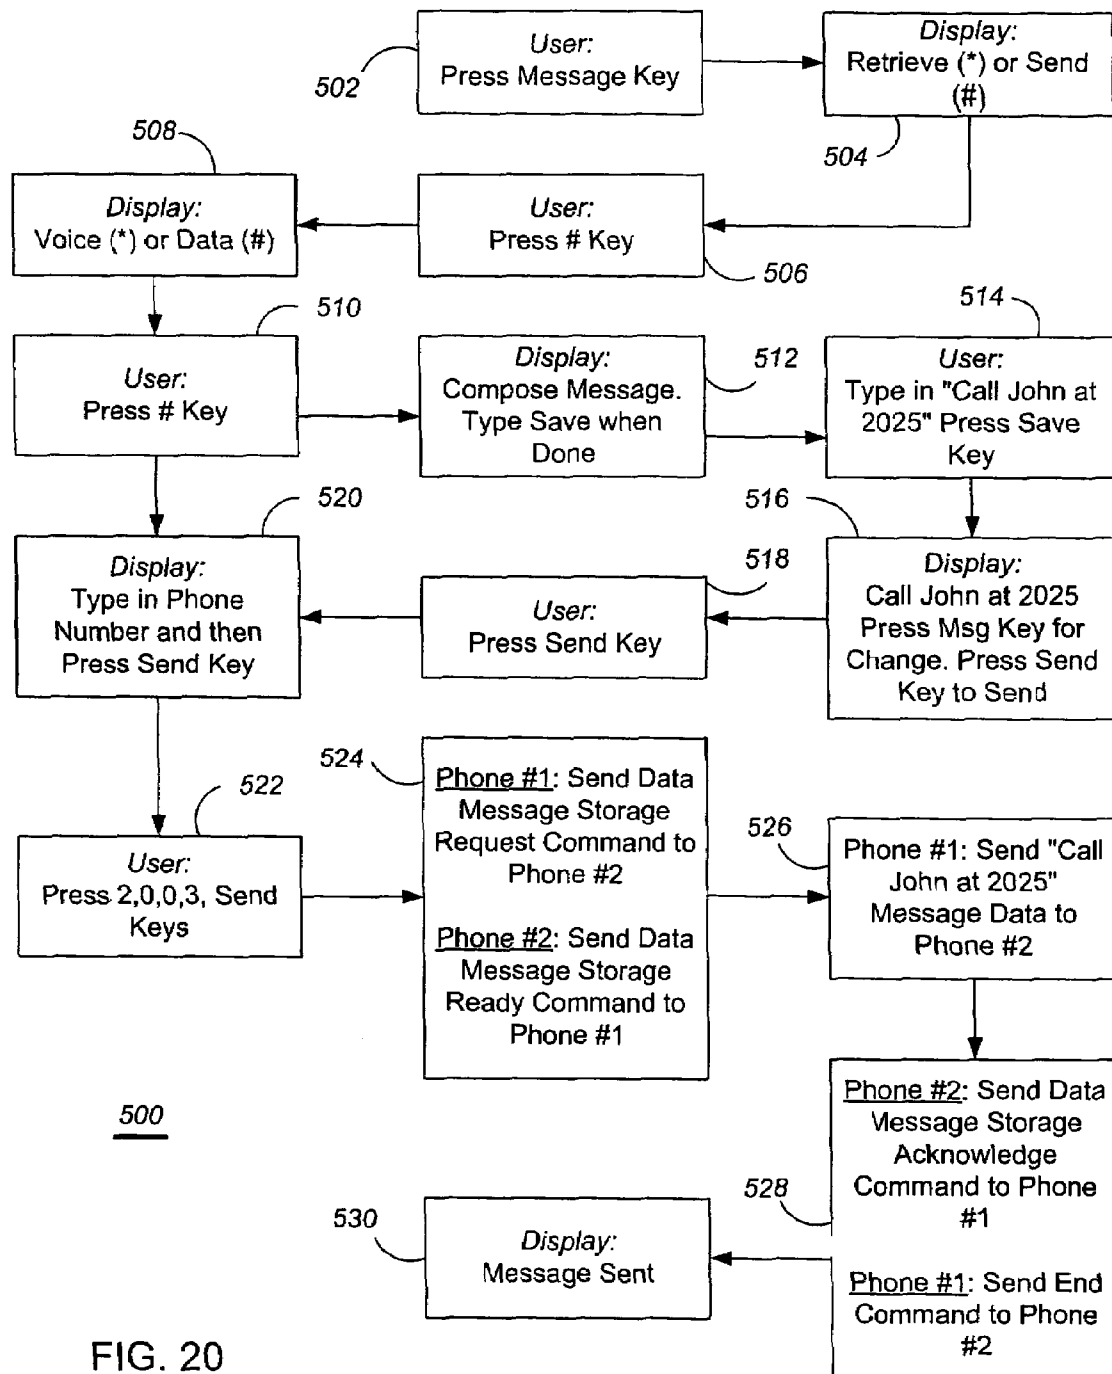 User:
Press Message Key
502
Display:
Retrieve (*) or Send
(#)
504
508
Display:
Voice (*) or Data (#)
User:
Press # Key
506
510
User:
Press # Key
Display:
Compose Message.
Type Save when
Done
512
514
User:
Type in "Call John at
2025" Press Save
Key
520
Display:
Type in Phone
Number and then
Press Send Key
518
User:
Press Send Key
516
Display:
Call John at 2025
Press Msg Key for
Change. Press Send
Key to Send
522
User:
Press 2,0,0,3, Send
Keys
524
Phone #1: Send Data
Message Storage
Request Command to
Phone #2
Phone #2: Send Data
Message Storage
Ready Command to
Phone #1
526
Phone #1: Send "Call
John at 2025"
Message Data to
Phone #2
500
528
Phone #2: Send Data
Message Storage
Acknowledge
Command to Phone
#1
Phone #1: Send End
Command to Phone
#2
530
Display:
Message Sent
FIG. 20